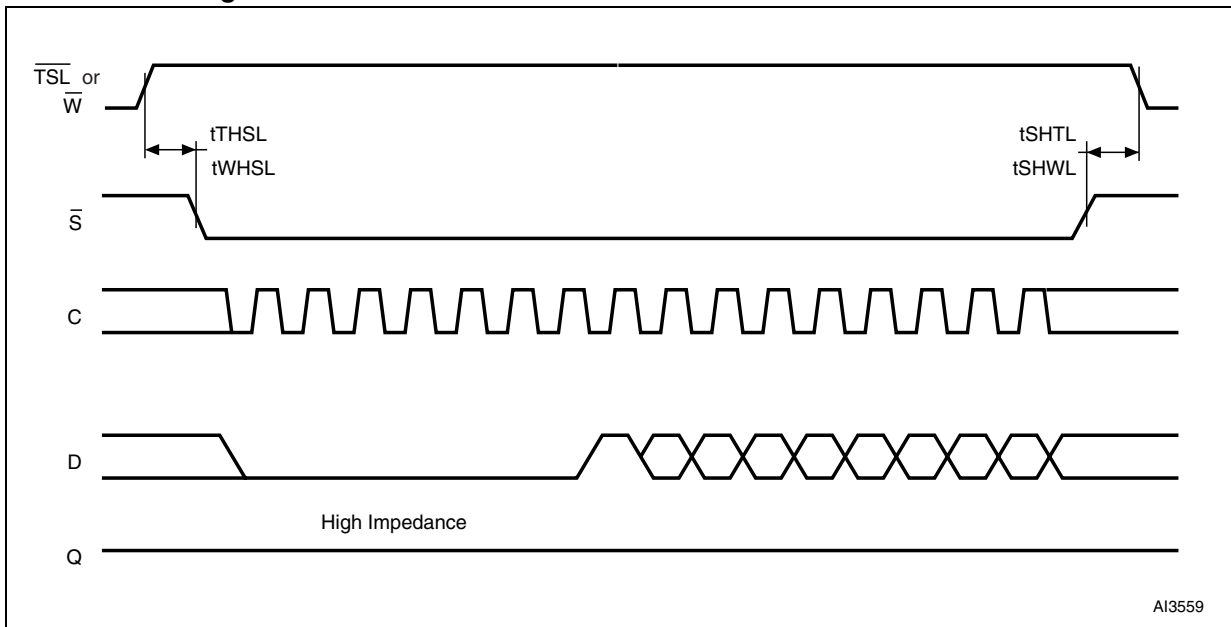 TSL or
W
tTHSL
tWHSL
tSHTL
tSHWL
S
C
D
High Impedance
Q
AI3559